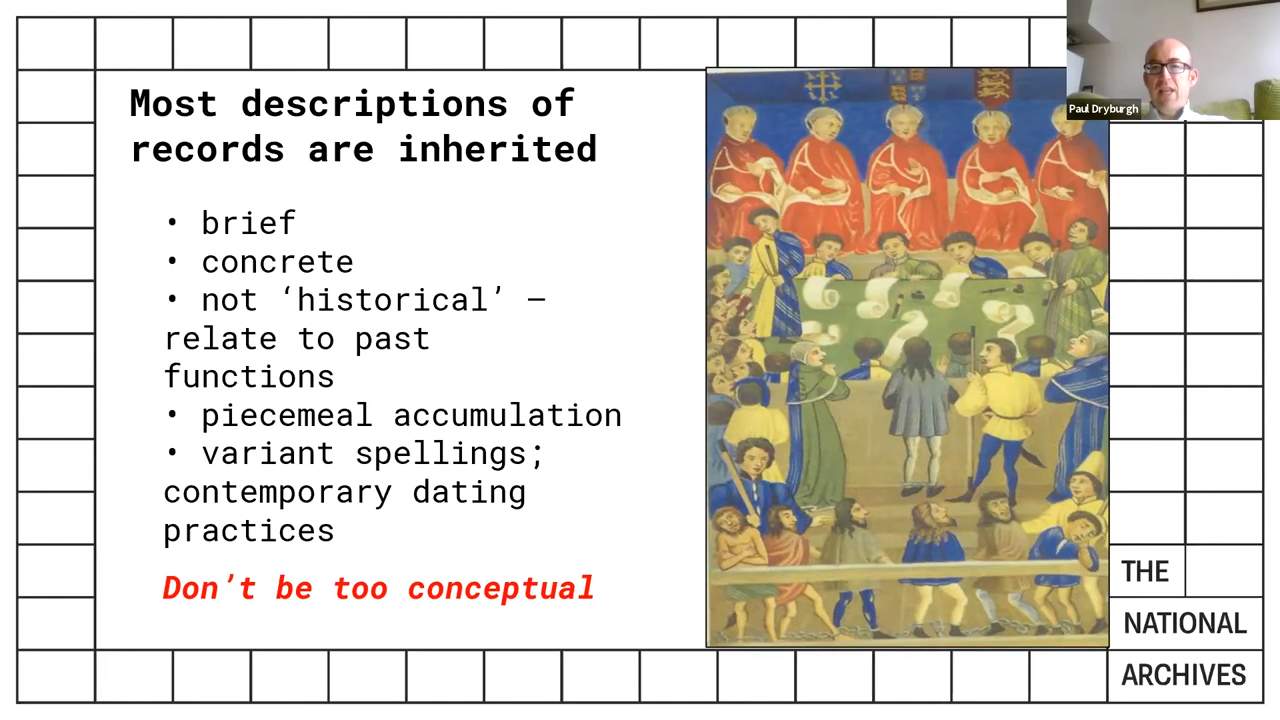 Most descriptions of
records are inherited
• brief
• concrete
• not ‘historical’ –
relate to past
functions
• piecemeal accumulation
• variant spellings;
contemporary dating
practices
Don’t be too conceptual
Paul Dryburgh
THE
NATIONAL
ARCHIVES